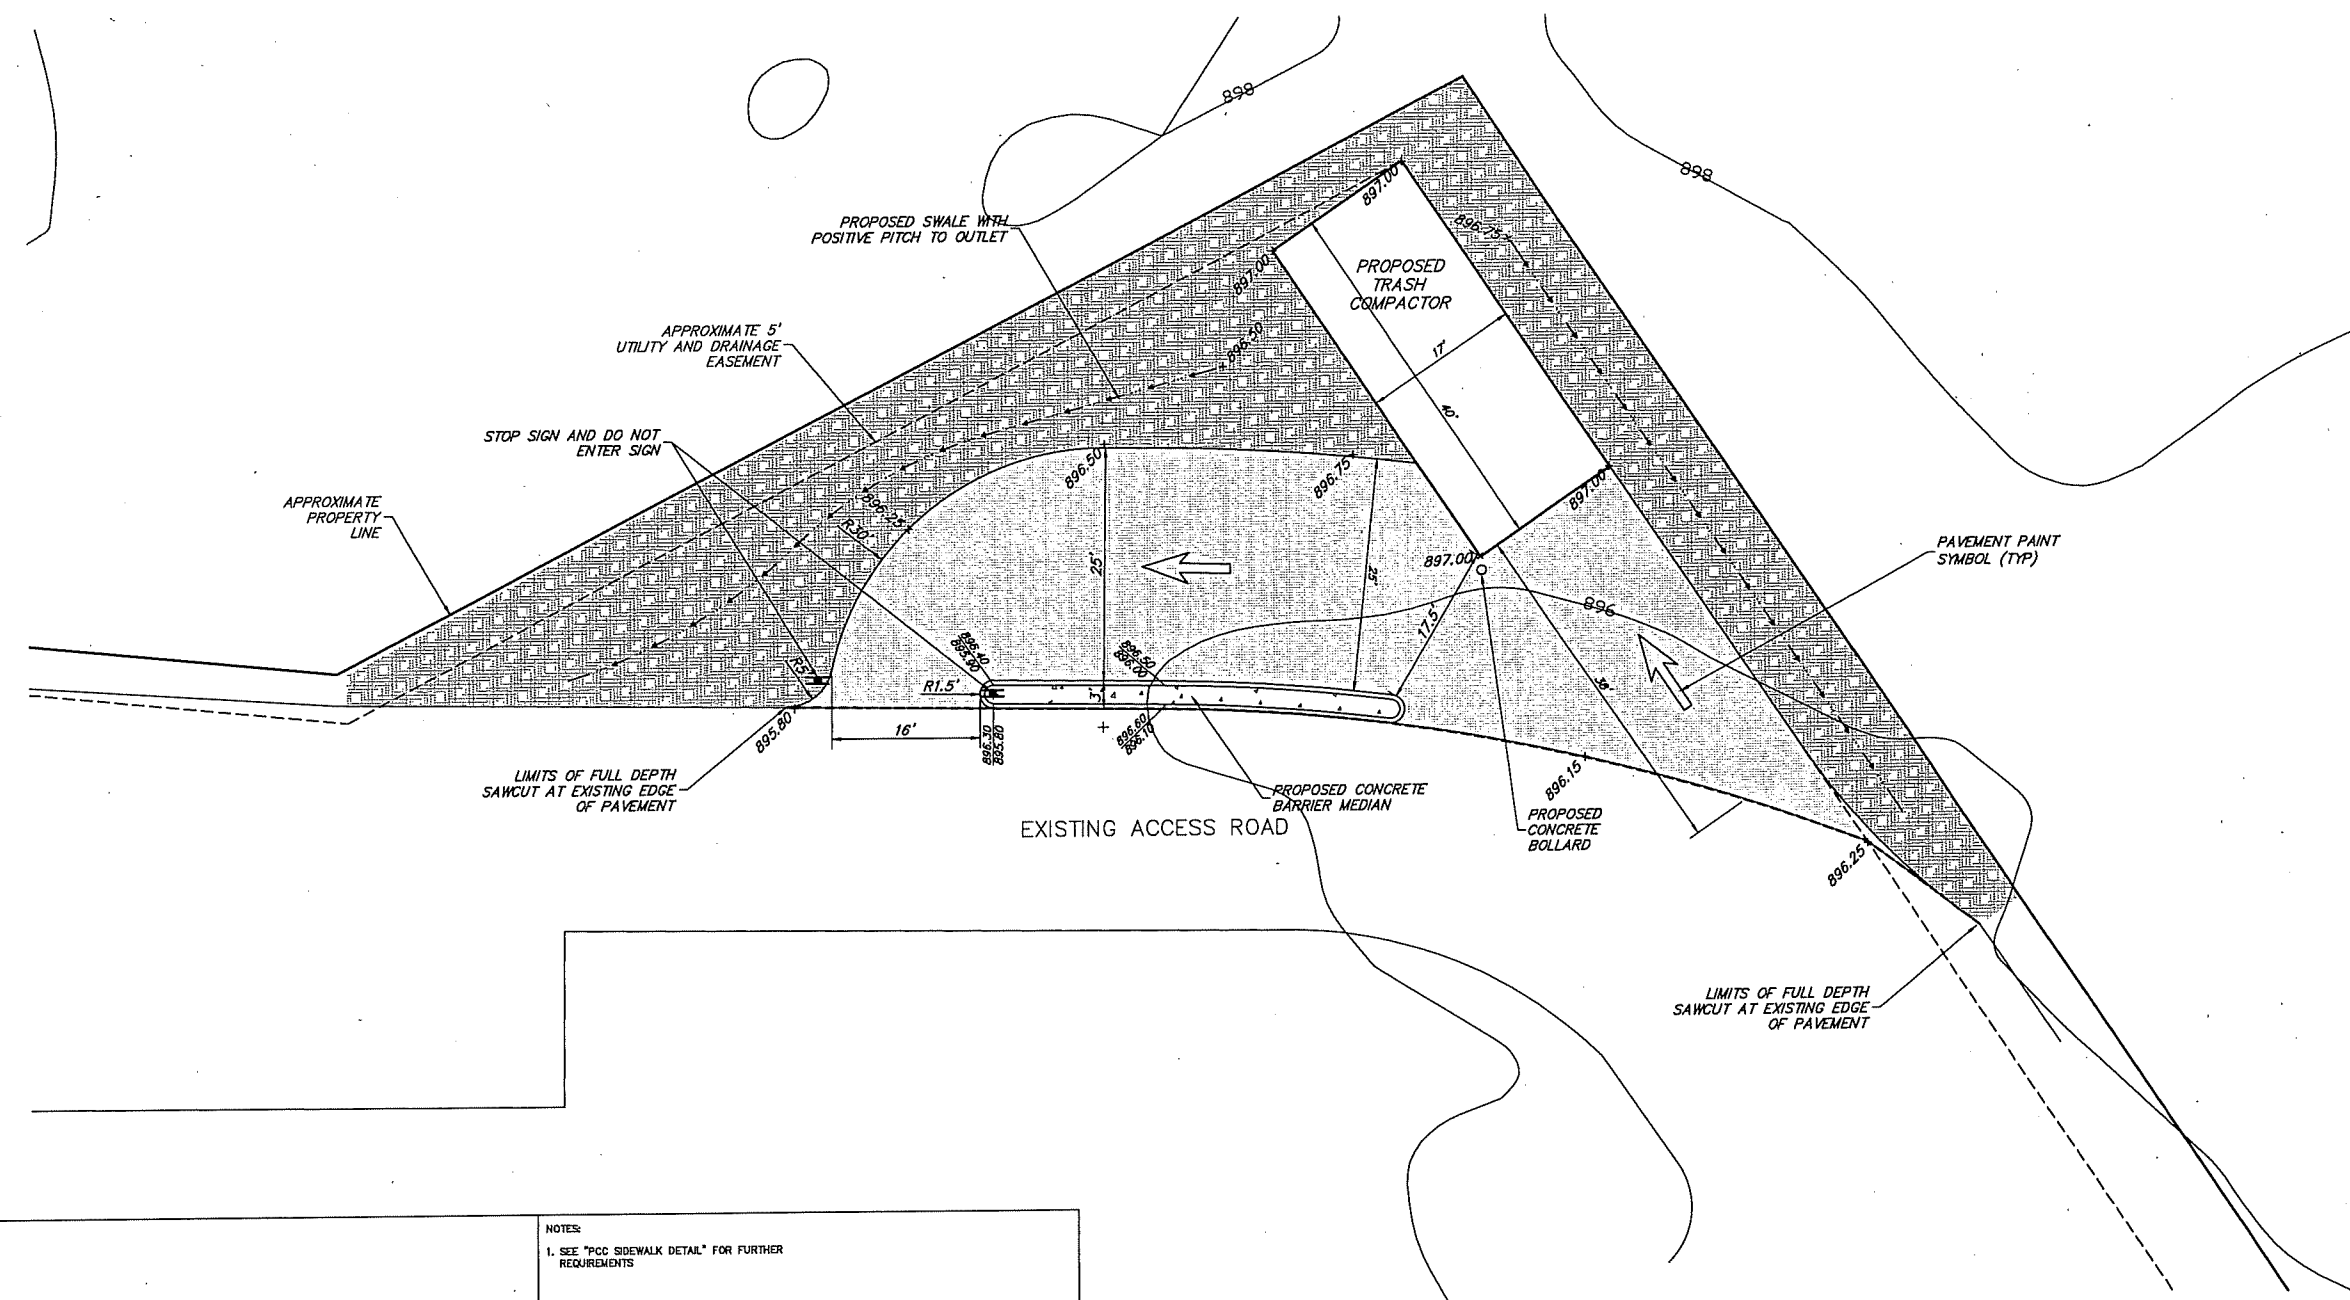 898
898
PROPOSED SWALE WITH
POSITIVE PITCH TO OUTLET
897.00
896.75
897.00
PROPOSED
TRASH
COMPACTOR
896.50
17'
40'
APPROXIMATE 5'
UTILITY AND DRAINAGE
EASEMENT
STOP SIGN AND DO NOT
ENTER SIGN
APPROXIMATE
PROPERTY
LINE
896.50
896.75
897.00
896.25
R30'
25'
25'
897.00
PAVEMENT PAINT
SYMBOL (TYP)
896
17.5'
38'
R5'
896.40
895.90
896.50
896.00
R1.5'
3'
895.80
16'
896.30
895.80
896.60
896.10
896.15
LIMITS OF FULL DEPTH
SAWCUT AT EXISTING EDGE
OF PAVEMENT
PROPOSED CONCRETE
BARRIER MEDIAN
EXISTING ACCESS ROAD
PROPOSED
CONCRETE
BOLLARD
896.25
LIMITS OF FULL DEPTH
SAWCUT AT EXISTING EDGE
OF PAVEMENT
NOTES:
1. SEE "PCC SIDEWALK DETAIL" FOR FURTHER
REQUIREMENTS